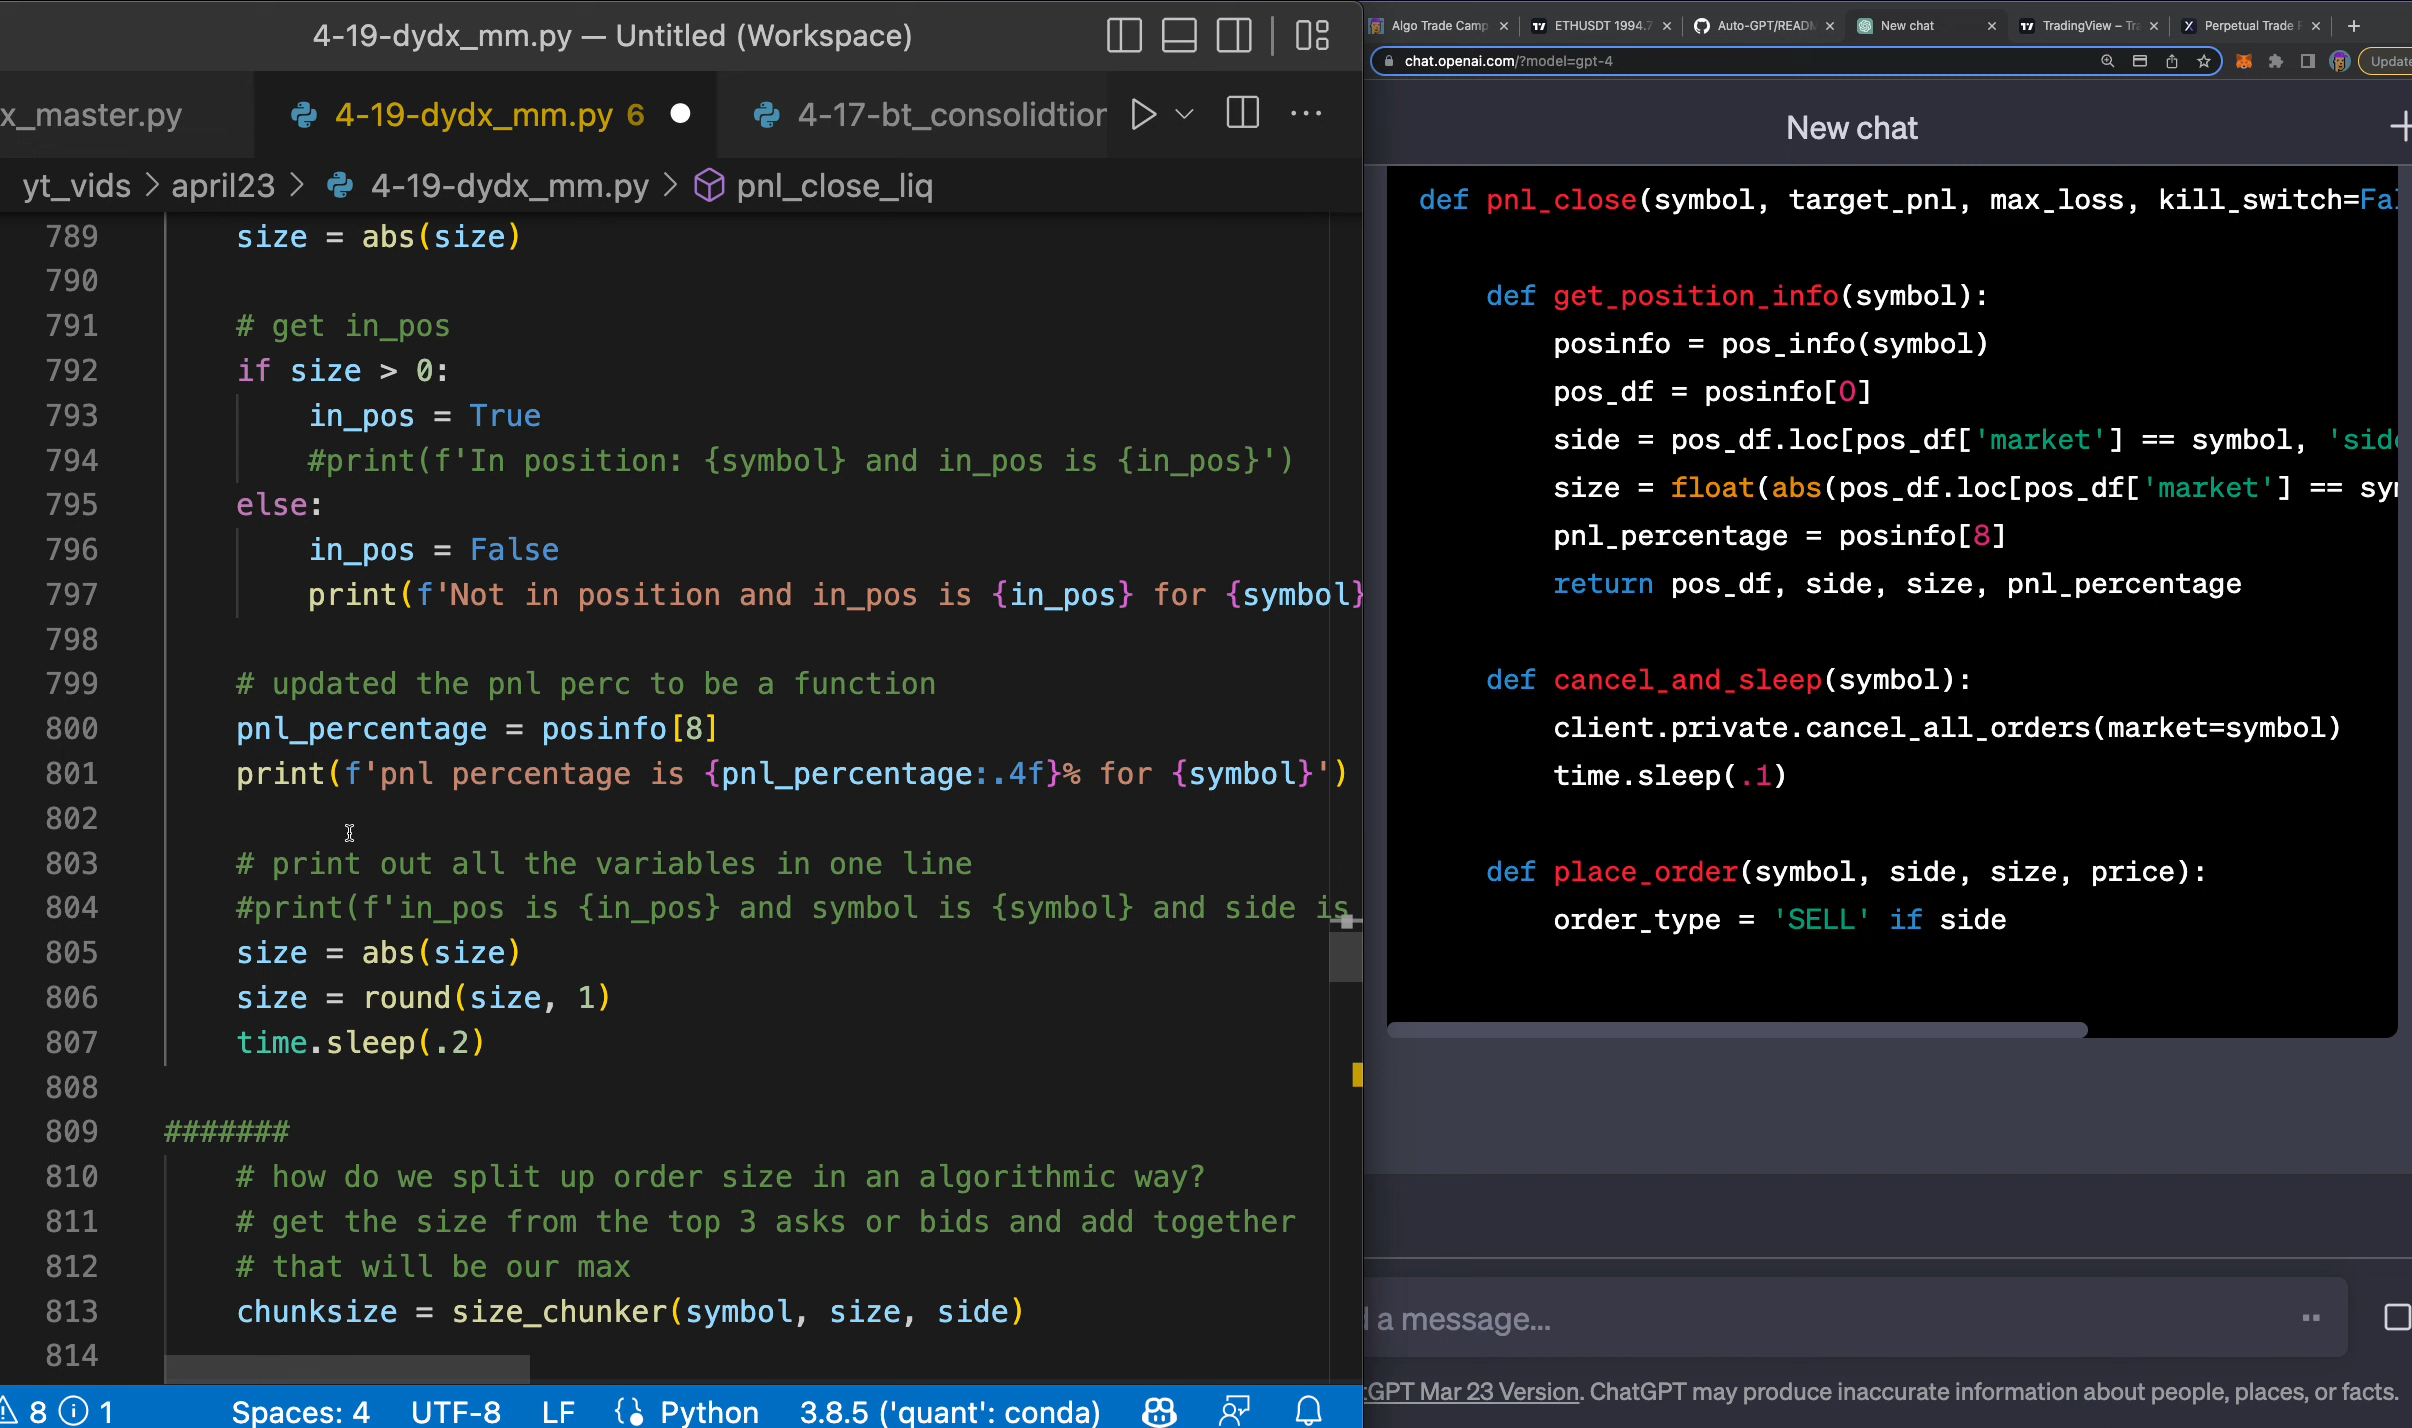 4-19-dydx_mm.py — Untitled (Workspace)
x_master.py
4-19-dydx_mm.py 6
4-17-bt_consolidtion
yt_vids > april23 > 4-19-dydx_mm.py > pnl_close_liq
789 size = abs(size)
790
791 # get in_pos
792 if size > 0:
793 in_pos = True
794 #print(f'In position: {symbol} and in_pos is {in_pos}')
795 else:
796 in_pos = False
797 print(f'Not in position and in_pos is {in_pos} for {symbol}
798
799 # updated the pnl perc to be a function
800 pnl_percentage = posinfo[8]
801 print(f'pnl percentage is {pnl_percentage:.4f}% for {symbol}')
802
803 # print out all the variables in one line
804 #print(f'in_pos is {in_pos} and symbol is {symbol} and side is
805 size = abs(size)
806 size = round(size, 1)
807 time.sleep(.2)
808
809 #######
810 # how do we split up order size in an algorithmic way?
811 # get the size from the top 3 asks or bids and add together
812 # that will be our max
813 chunksize = size_chunker(symbol, size, side)
814
8 1 Spaces: 4 UTF-8 LF Python 3.8.5 ('quant': conda)
Algo Trade Camp
ETHUSDT 1994.7
Auto-GPT/READM
New chat
TradingView – Tra
Perpetual Trade
chat.openai.com/?model=gpt-4
Update
New chat
def pnl_close(symbol, target_pnl, max_loss, kill_switch=Fal
def get_position_info(symbol):
posinfo = pos_info(symbol)
pos_df = posinfo[0]
side = pos_df.loc[pos_df['market'] == symbol, 'side
size = float(abs(pos_df.loc[pos_df['market'] == sym
pnl_percentage = posinfo[8]
return pos_df, side, size, pnl_percentage
def cancel_and_sleep(symbol):
client.private.cancel_all_orders(market=symbol)
time.sleep(.1)
def place_order(symbol, side, size, price):
order_type = 'SELL' if side
a message...
GPT Mar 23 Version. ChatGPT may produce inaccurate information about people, places, or facts.